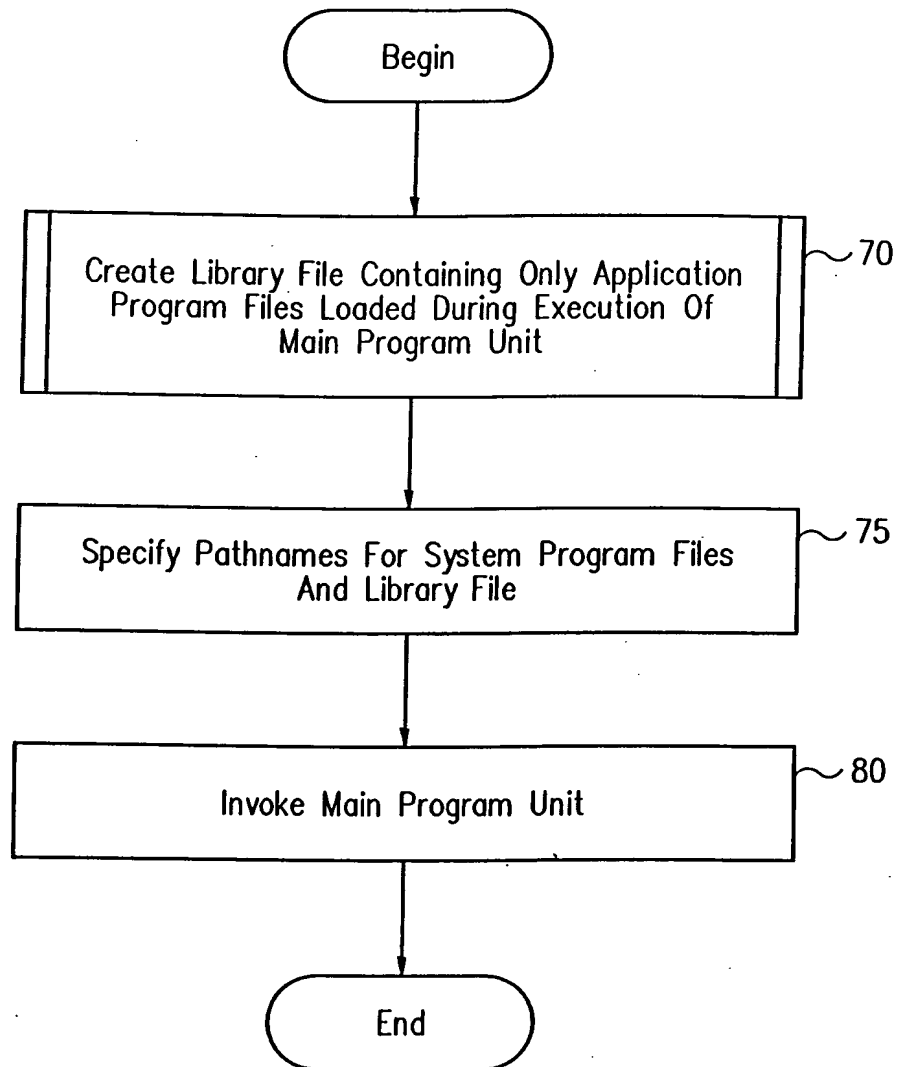 Begin
Create Library File Containing Only Application
Program Files Loaded During Execution Of
Main Program Unit
70
Specify Pathnames For System Program Files
And Library File
75
Invoke Main Program Unit
80
End